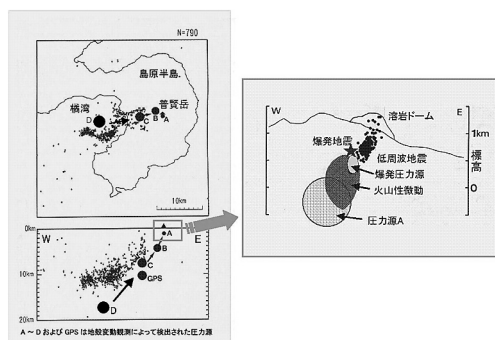 N=790
島原半島
橘湾
普賢岳
D
C
B
A
10km
0km
W
E
A
B
C
GPS
10km
D
20km
A ～ D および GPS は地殻変動観測によって検出された圧力源
W
E
溶岩ドーム
爆発地震
低周波地震
爆発圧力源
火山性微動
圧力源A
標高
0